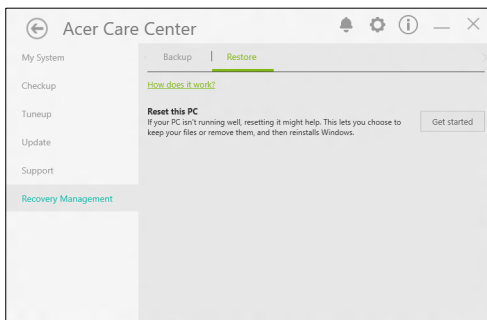 Acer Care Center
My System
Checkup
Tuneup
Update
Support
Recovery Management
Backup
Restore
How does it work?
Reset this PC
If your PC isn't running well, resetting it might help. This lets you choose to
keep your files or remove them, and then reinstalls Windows.
Get started